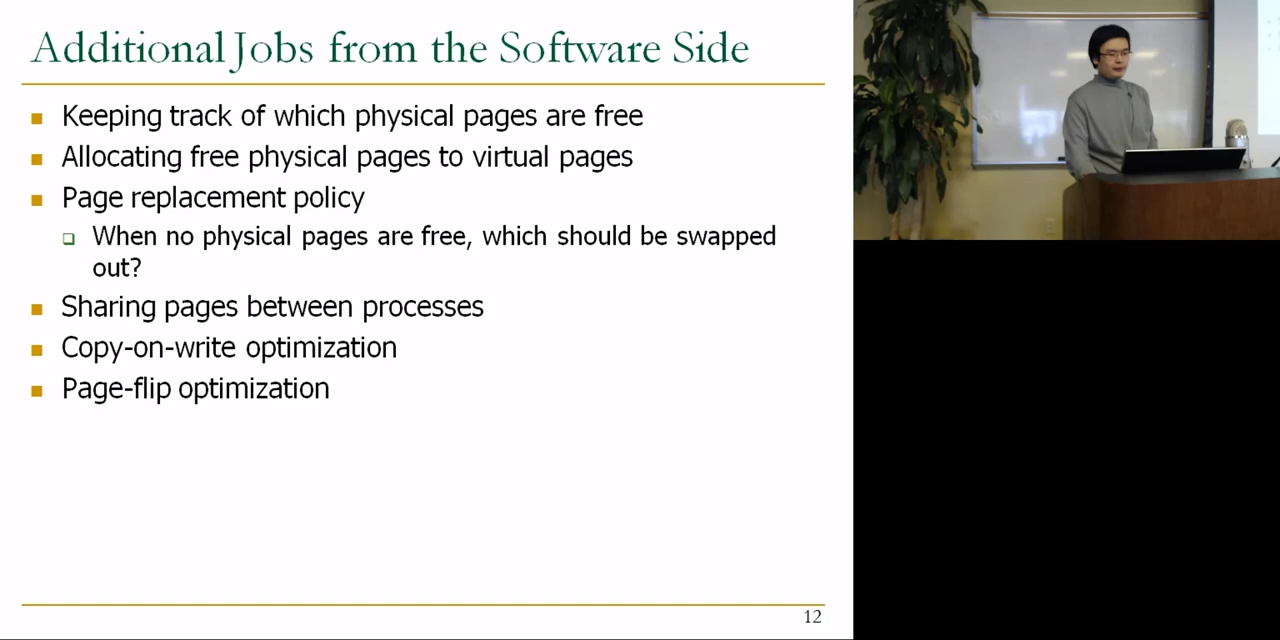 Additional Jobs from the Software Side
Keeping track of which physical pages are free
Allocating free physical pages to virtual pages
Page replacement policy
When no physical pages are free, which should be swapped
out?
Sharing pages between processes
Copy-on-write optimization
Page-flip optimization
12